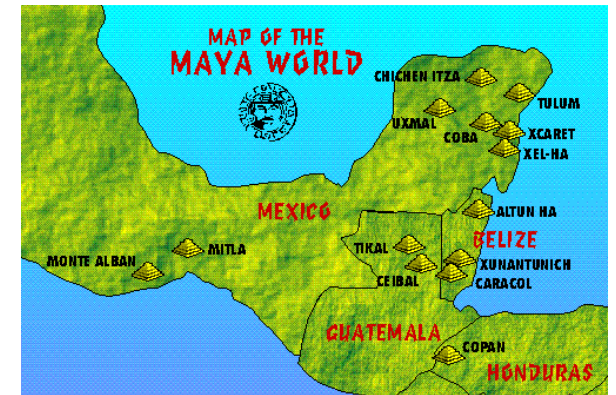 MAP OF THE
MAYA WORLD
CHICHEN ITZA
TULUM
UXMAL
COBA
XCARET
XEL-HA
MEXICO
ALTUN HA
BELIZE
TIKAL
MITLA
MONTE ALBAN
XUNANTUNICH
CEIBAL
CARACOL
GUATEMALA
COPAN
HONDURAS